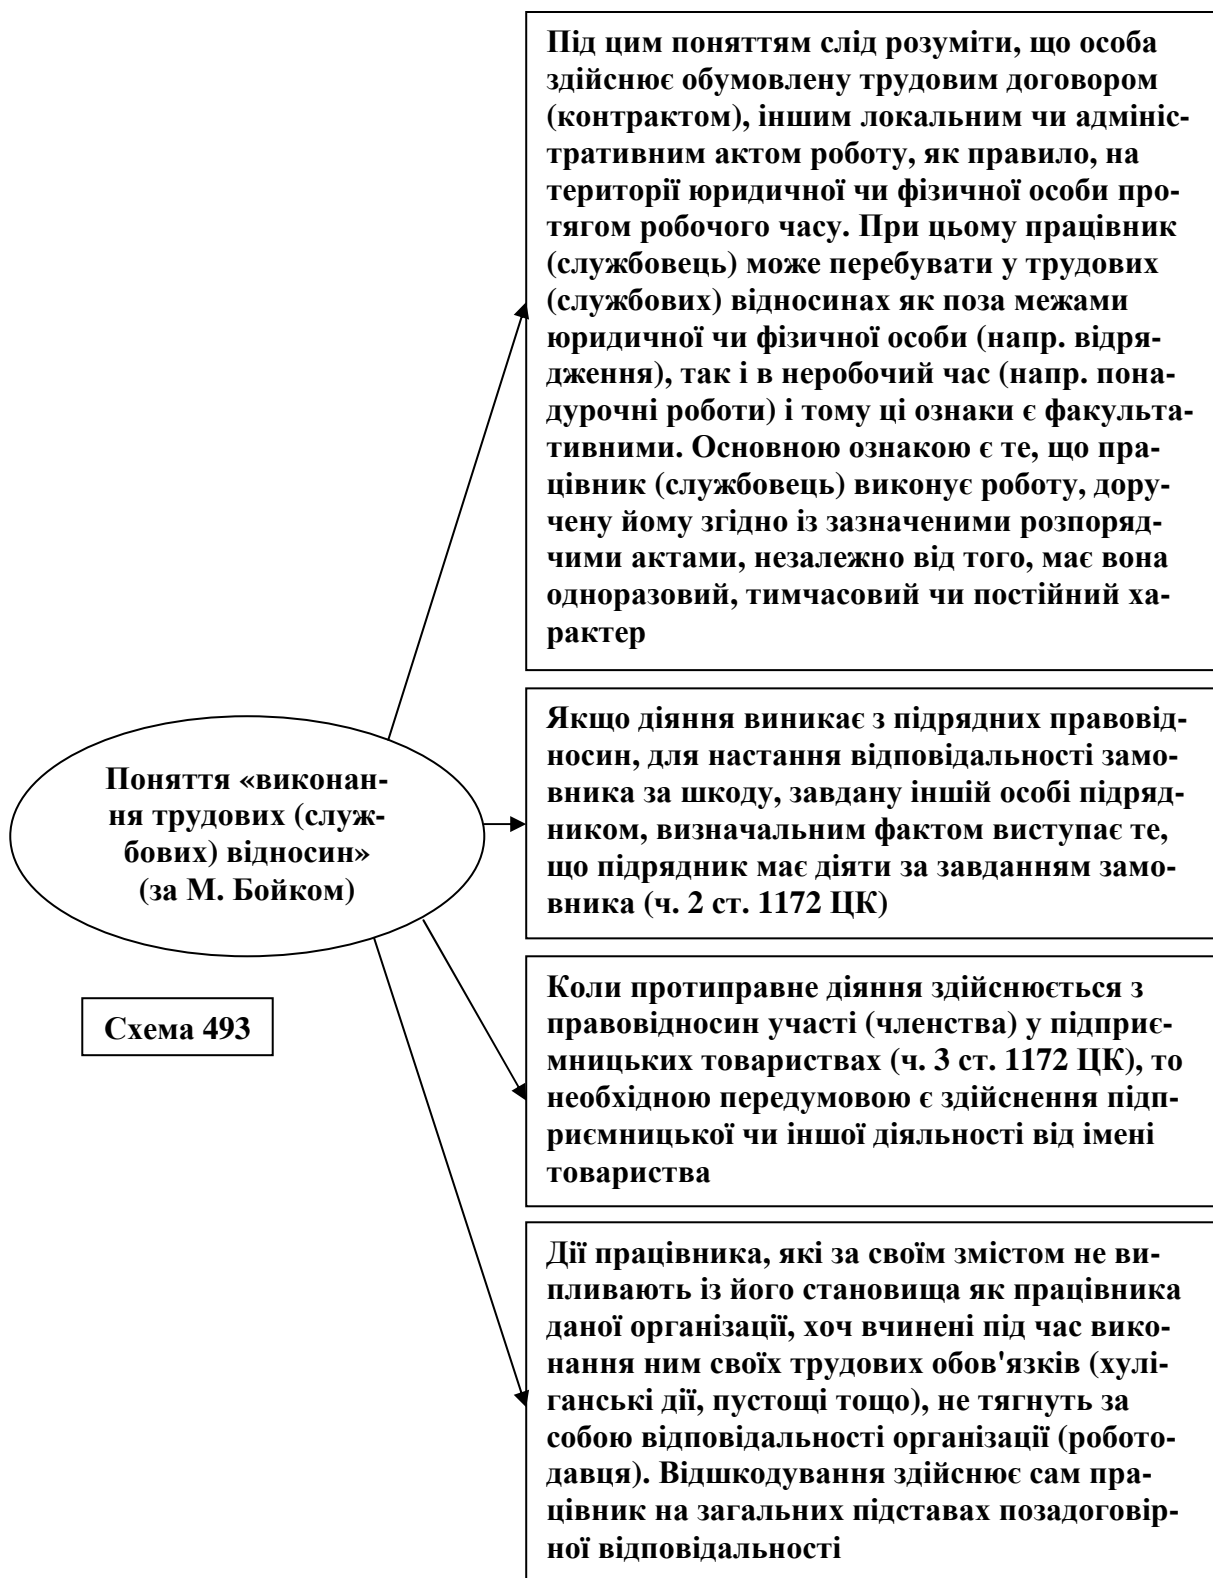 Під цим поняттям слід розуміти, що особа
здійснює обумовлену трудовим договором
(контрактом), іншим локальним чи адмініс-
тративним актом роботу, як правило, на
території юридичної чи фізичної особи про-
тягом робочого часу. При цьому працівник
(службовець) може перебувати у трудових
(службових) відносинах як поза межами
юридичної чи фізичної особи (напр. відря-
дження), так і в неробочий час (напр. пона-
дурочні роботи) і тому ці ознаки є факульта-
тивними. Основною ознакою є те, що пра-
цівник (службовець) виконує роботу, дору-
чену йому згідно із зазначеними розпоряд-
чими актами, незалежно від того, має вона
одноразовий, тимчасовий чи постійний ха-
рактер
Поняття «виконан-
ня трудових (служ-
бових) відносин»
(за М. Бойком)
Схема 493
Якщо діяння виникає з підрядних правовід-
носин, для настання відповідальності замо-
вника за шкоду, завдану іншій особі підряд-
ником, визначальним фактом виступає те,
що підрядник має діяти за завданням замо-
вника (ч. 2 ст. 1172 ЦК)
Коли протиправне діяння здійснюється з
правовідносин участі (членства) у підприє-
мницьких товариствах (ч. 3 ст. 1172 ЦК), то
необхідною передумовою є здійснення підп-
риємницької чи іншої діяльності від імені
товариства
Дії працівника, які за своїм змістом не ви-
пливають із його становища як працівника
даної організації, хоч вчинені під час вико-
нання ним своїх трудових обов'язків (хулі-
ганські дії, пустощі тощо), не тягнуть за
собою відповідальності організації (робото-
давця). Відшкодування здійснює сам пра-
цівник на загальних підставах позадоговір-
ної відповідальності